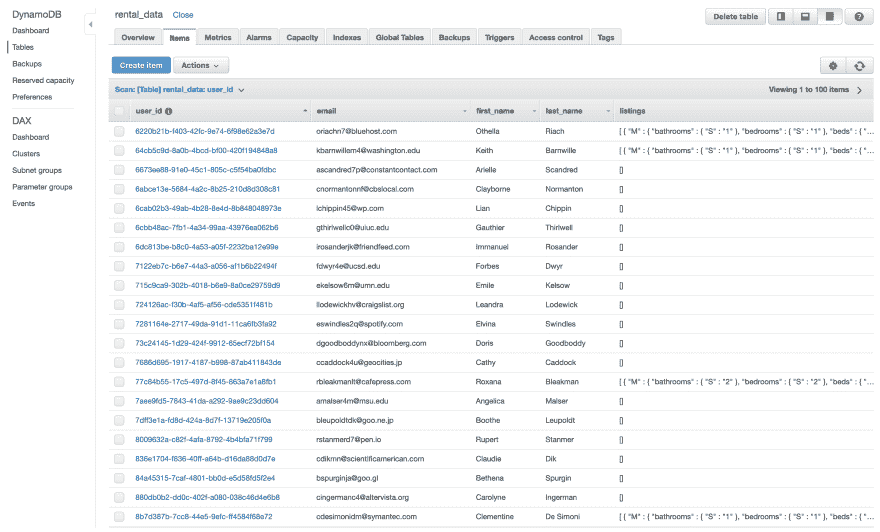 DynamoDB
Dashboard
Tables
Backups
Reserved capacity
Preferences
DAX
Dashboard
Clusters
Subnet groups
Parameter groups
Events
rental_data Close
Delete table
Overview Items Metrics Alarms Capacity Indexes Global Tables Backups Triggers Access control Tags
Create item Actions
Scan: [Table] rental_data: user_id Viewing 1 to 100 items
user_id email first_name last_name listings
6220b21b-f403-42fc-9e74-6f98e62a3e7d oriachn7@bluehost.com Othella Riach [ { "M" : { "bathrooms" : { "S" : "1" }, "bedrooms" : { "S" : "1" }, "beds" : { "...
64cb5c9d-8a0b-4bcd-bf00-420f194848a8 kbarnwillem4@washington.edu Keith Barnwille [ { "M" : { "bathrooms" : { "S" : "1" }, "bedrooms" : { "S" : "1" }, "beds" : { "...
6673ee88-91e0-45c1-805c-c5f54ba0fdbc ascandred7p@constantcontact.com Arielle Scandred []
6abce13e-5684-4a2c-8b25-210d8d308c81 cnormantonnf@cbslocal.com Clayborne Normanton []
6cab02b3-49ab-4b28-8e4d-8b848048973e lchippin45@wp.com Lian Chippin []
6cbb48ac-7fb1-4a34-99aa-43976ea062b6 gthirlwellc0@uiuc.edu Gauthier Thirlwell []
6dc813be-b8c0-4a53-a05f-2232ba12e99e irosanderjk@friendfeed.com Immanuel Rosander []
7122eb7c-b6e7-44a3-a056-af1b6b22494f fdwyr4e@ucsd.edu Forbes Dwyr []
715c9ca9-302b-4018-b6e9-8a0ce29759d9 ekelsow6m@umn.edu Emile Kelsow []
724126ac-f30b-4af5-af56-cde5351f481b llodewickhv@craigslist.org Leandra Lodewick []
7281164e-2717-49da-91d1-11ca6fb3fa92 eswindles2q@spotify.com Elvina Swindles []
73c24145-1d29-424f-9912-65ecf72bf154 dgoodboddynx@bloomberg.com Doris Goodboddy []
7686d695-1917-4187-b998-87ab411843de ccaddock4u@geocities.jp Cathy Caddock []
77c84b55-17c5-497d-8f45-863a7e1a8fb1 rbleakmanlt@cafepress.com Roxana Bleakman [ { "M" : { "bathrooms" : { "S" : "2" }, "bedrooms" : { "S" : "2" }, "beds" : { "...
7aee9fd5-7843-41da-a292-9ae9c23dd604 amalser4m@msu.edu Angelica Malser []
7dff3e1a-fd8d-424a-8d7f-13719e205f0a bleupoldtdk@goo.ne.jp Boothe Leupoldt []
8009632a-c82f-4afa-8792-4b4bfa71f799 rstanmerd7@pen.io Rupert Stanmer []
836e1704-f636-40ff-a64b-d16da88d0d7e cdikmn@scientificamerican.com Claudie Dik []
84a45315-7caf-4801-bb0d-e5d58fd5f2e4 bspurginja@goo.gl Bethena Spurgin []
880db0b2-dd0c-402f-a080-038c46d4e6b8 cingermanc4@altervista.org Carolyne Ingerman []
8b7d387b-7cc8-44e5-9efc-ff4584f68e72 cdesimonidm@symantec.com Clementine De Simoni [ { "M" : { "bathrooms" : { "S" : "1" }, "bedrooms" : { "S" : "1" }, "beds" : { "...